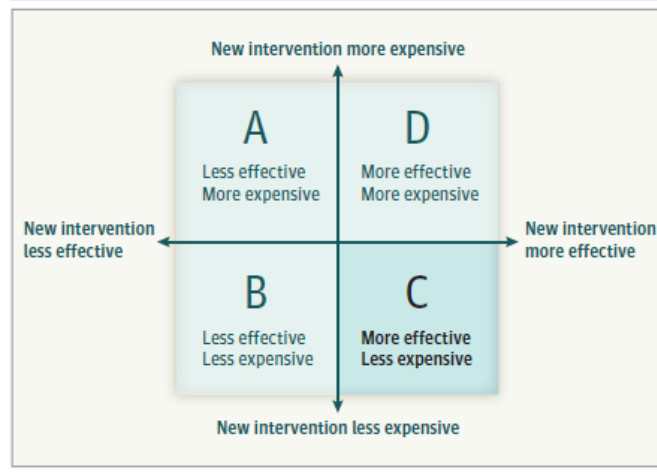 New intervention more expensive
A
Less effective
More expensive
D
More effective
More expensive
New intervention
less effective
New intervention
more effective
B
Less effective
Less expensive
C
More effective
Less expensive
New intervention less expensive